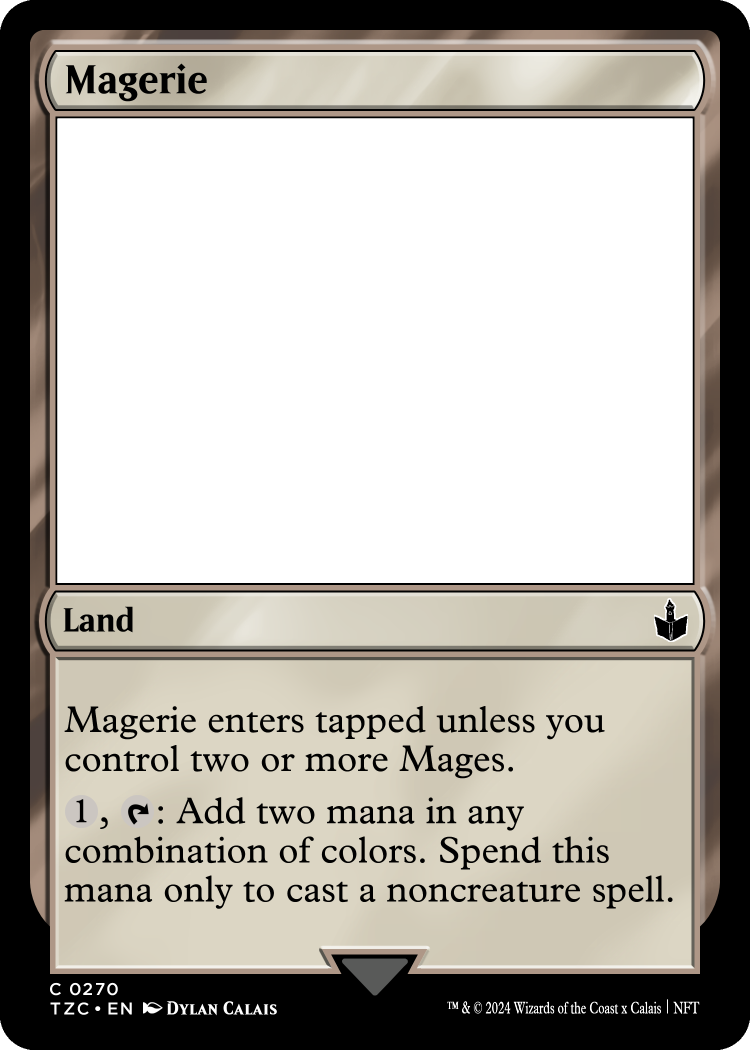 Magerie
Land
Magerie enters tapped unless you
control two or more Mages.
1, : Add two mana in any
combination of colors. Spend this
mana only to cast a noncreature spell.
C 0270
TZC • EN DYLAN CALAIS
™ & © 2024 Wizards of the Coast x Calais | NFT